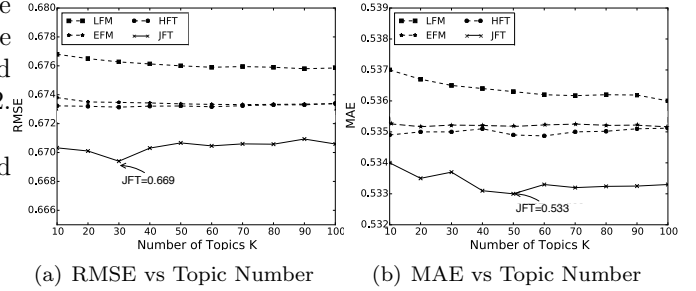 e
e
d
2.
d
0.680
0.678
0.676
0.674
0.672
0.670
0.668
0.666
RMSE
LFM
EFM
HFT
JFT
JFT=0.669
10 20 30 40 50 60 70 80 90 100
Number of Topics K
(a) RMSE vs Topic Number
0.539
0.538
0.537
0.536
0.535
0.534
0.533
0.532
MAE
LFM
EFM
HFT
JFT
JFT=0.533
10 20 30 40 50 60 70 80 90 100
Number of Topics K
(b) MAE vs Topic Number